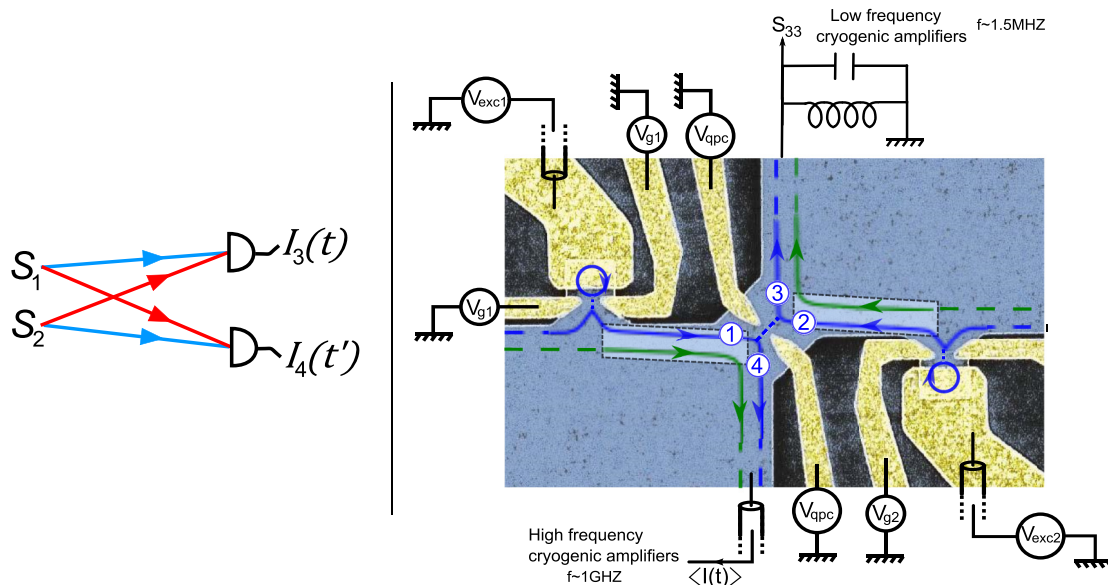 S₁
S₂
I₃(t)
I₄(t')
S₃₃
Low frequency
cryogenic amplifiers
f~1.5MHZ
Vexc1
Vg1
Vqpc
Vg1
1
2
3
4
High frequency
cryogenic amplifiers
f~1GHZ
⟨I(t)⟩
Vqpc
Vg2
Vexc2